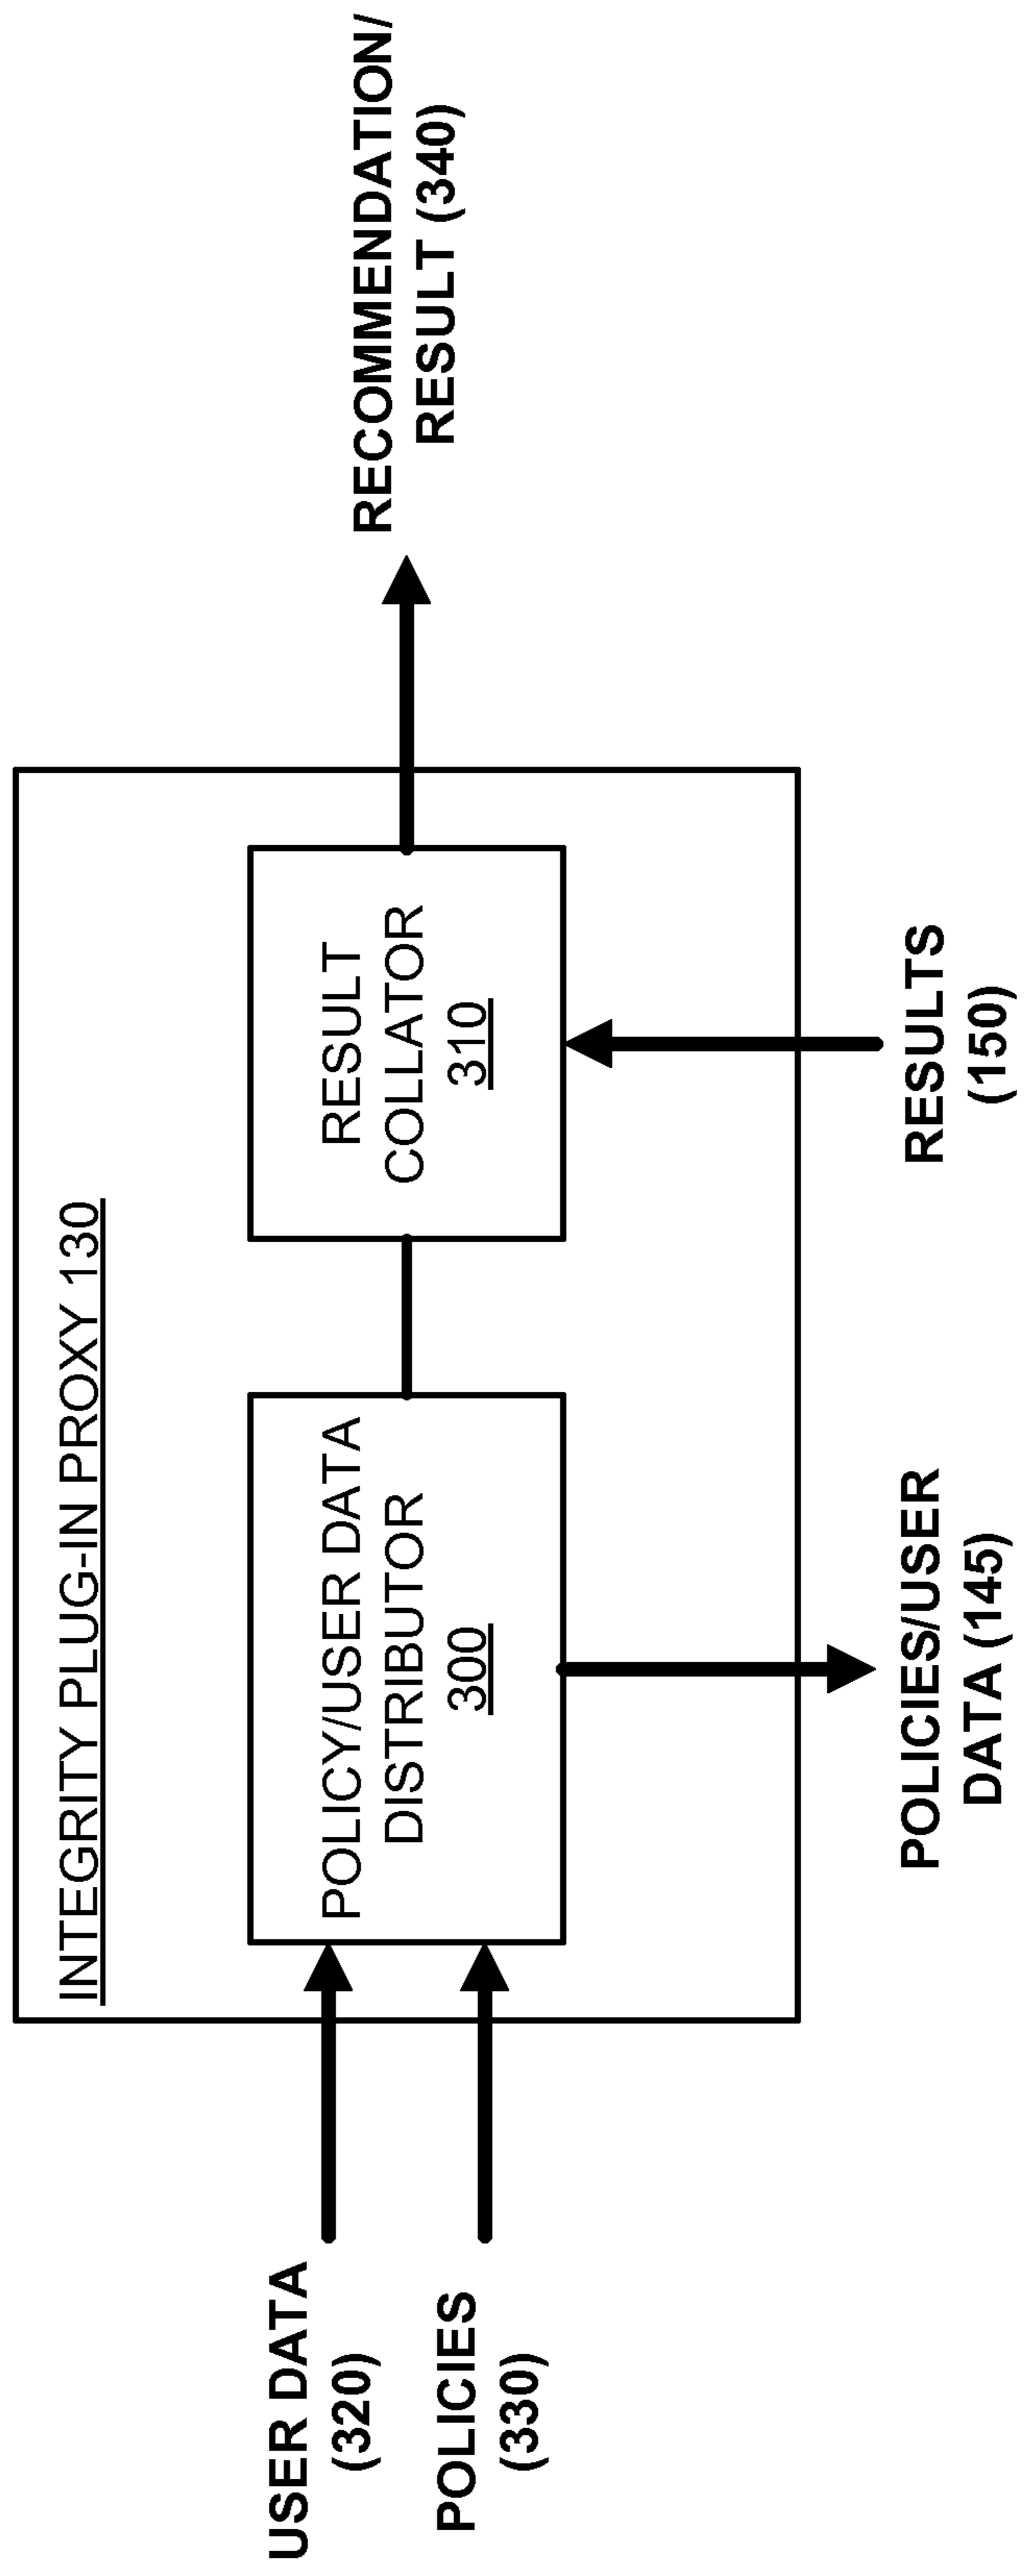 INTEGRITY PLUG-IN PROXY 130
USER DATA
(320)
POLICIES
(330)
POLICY/USER DATA
DISTRIBUTOR
300
RESULT
COLLATOR
310
RECOMMENDATION/
RESULT (340)
POLICIES/USER
DATA (145)
RESULTS
(150)